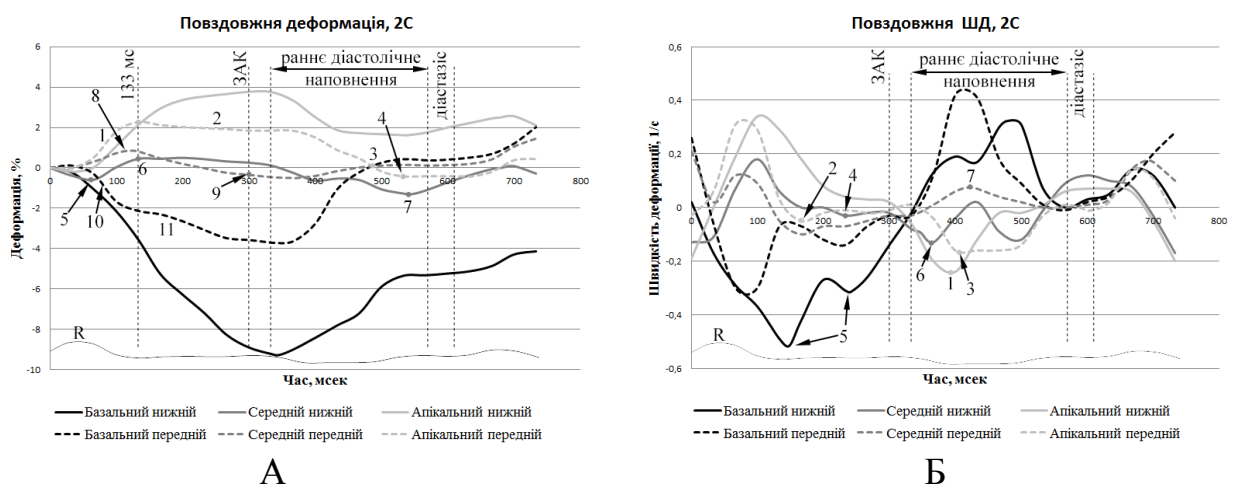 Повздовжня деформація, 2С
6
4
2
0
-2
-4
-6
-8
-10
Деформація, %
0
100
200
300
400
500
600
700
800
133 мс
ЗАК
раннє діастолічне
наповнення
діастазіс
8
1
2
4
3
6
5
10
9
11
7
R
Час, мсек
Базальний нижній
Середній нижній
Апікальний нижній
Базальний передній
Середній передній
Апікальний передній
А
Повздовжня ШД, 2С
0,6
0,4
0,2
0
-0,2
-0,4
-0,6
Швидкість деформації, 1/с
0
100
200
300
400
500
600
700
800
ЗАК
раннє діастолічне
наповнення
діастазіс
2
4
7
6
1
3
5
R
Час, мсек
Базальний нижній
Середній нижній
Апікальний нижній
Базальний передній
Середній передній
Апікальний передній
Б